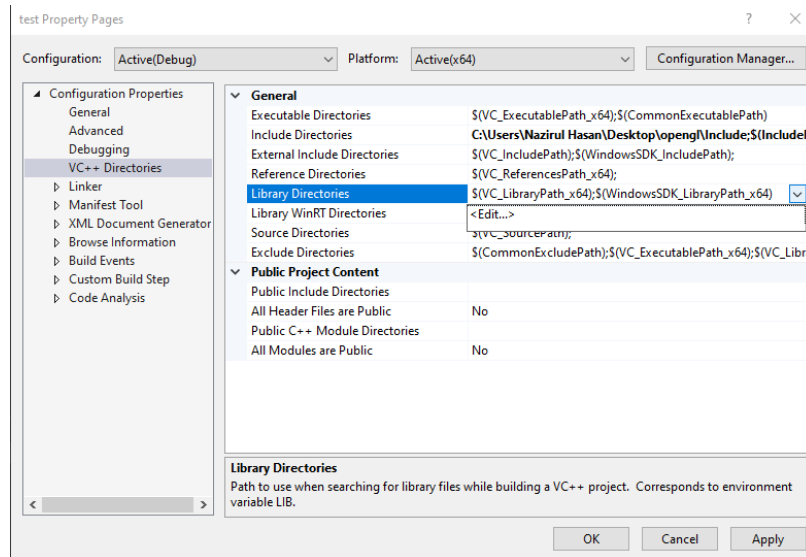 test Property Pages ? ×
Configuration: Active(Debug) Platform: Active(x64) Configuration Manager...
Configuration Properties
General
Advanced
Debugging
VC++ Directories
Linker
Manifest Tool
XML Document Generator
Browse Information
Build Events
Custom Build Step
Code Analysis
General
Executable Directories $(VC_ExecutablePath_x64);$(CommonExecutablePath)
Include Directories C:\Users\Nazirul Hasan\Desktop\opengl\Include;$(Includel
External Include Directories $(VC_IncludePath);$(WindowsSDK_IncludePath);
Reference Directories $(VC_ReferencesPath_x64);
Library Directories $(VC_LibraryPath_x64);$(WindowsSDK_LibraryPath_x64)
Library WinRT Directories <Edit...>
Source Directories $(VC_SourcePath);
Exclude Directories $(CommonExcludePath);$(VC_ExecutablePath_x64);$(VC_Libr
Public Project Content
Public Include Directories
All Header Files are Public No
Public C++ Module Directories
All Modules are Public No
Library Directories
Path to use when searching for library files while building a VC++ project. Corresponds to environment
variable LIB.
OK Cancel Apply